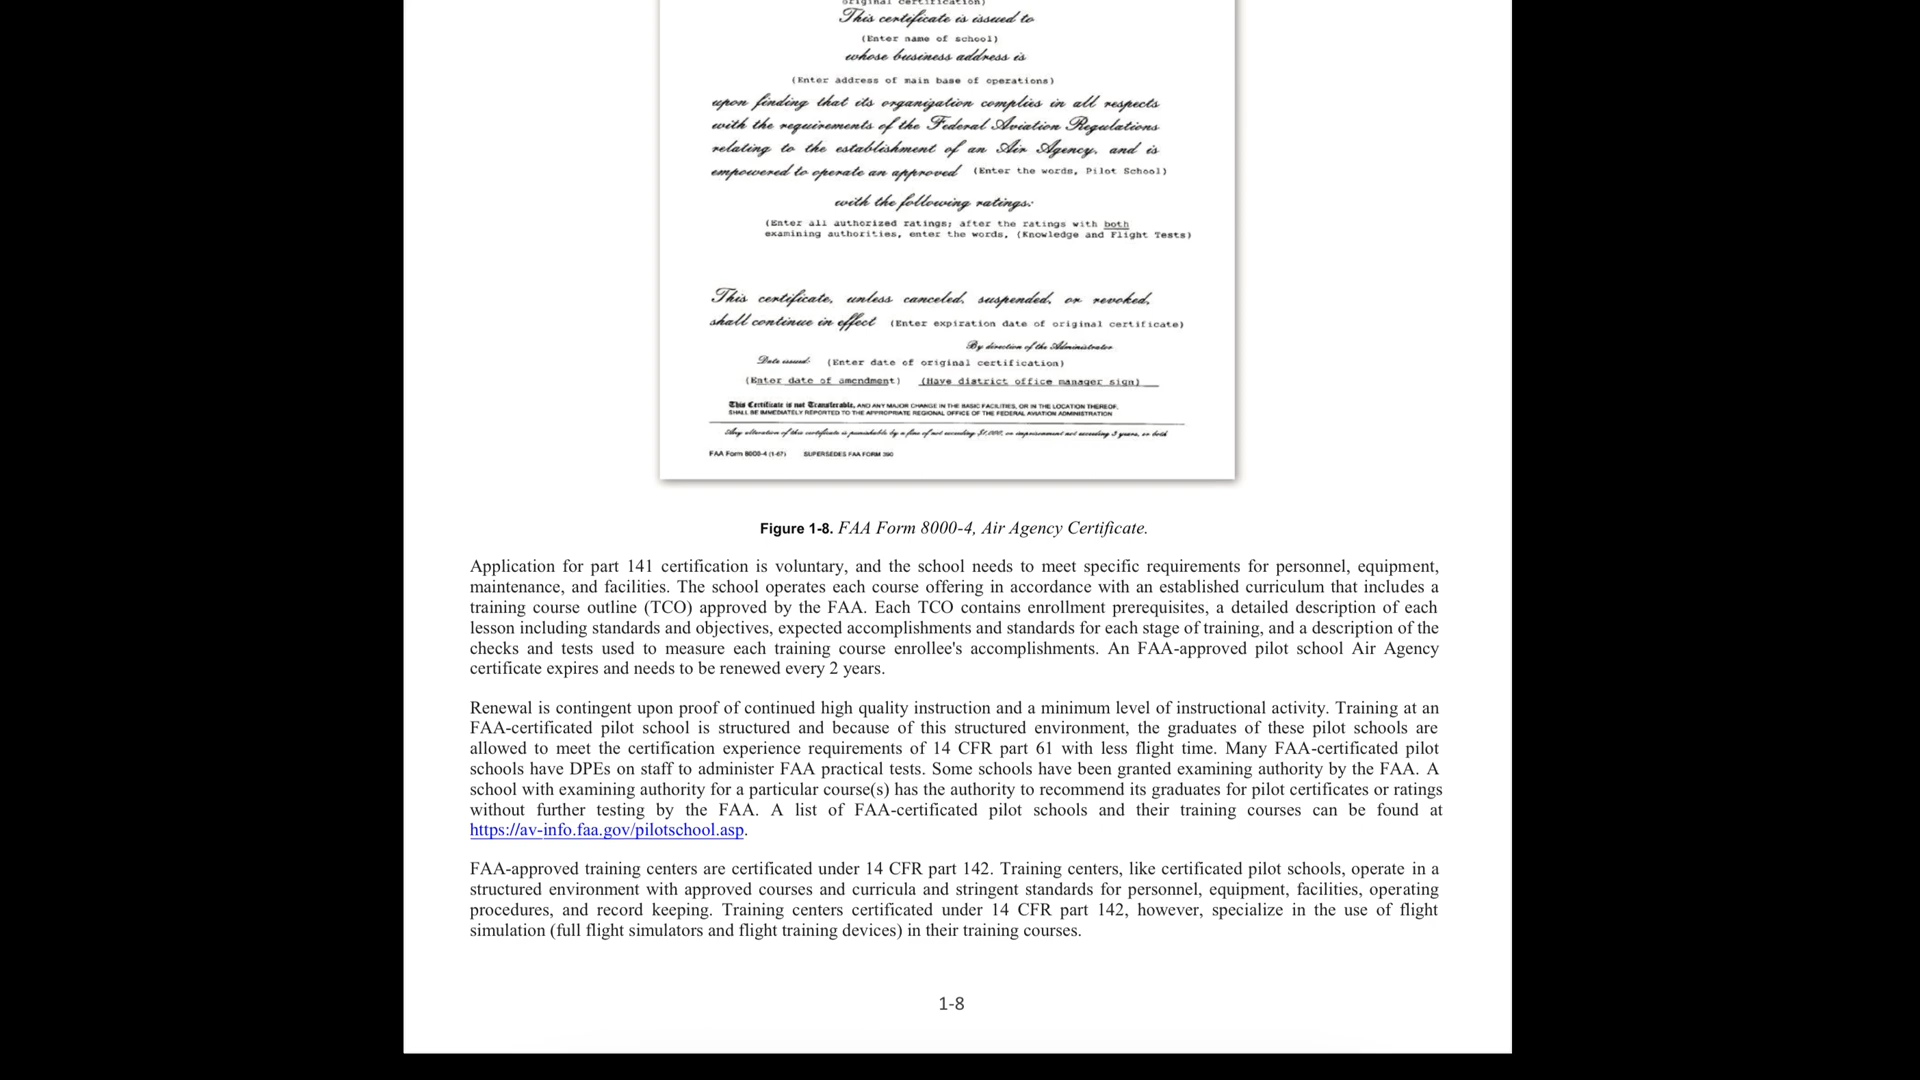 original certification)
This certificate is issued to
(Enter name of school)
whose business address is
(Enter address of main base of operations)
upon finding that its organization complies in all respects
with the requirements of the Federal Aviation Regulations
relating to the establishment of an Air Agency, and is
empowered to operate an approved (Enter the words, Pilot School)
with the following ratings:
(Enter all authorized ratings; after the ratings with both
examining authorities, enter the words, (Knowledge and Flight Tests)
This certificate, unless canceled, suspended, or revoked,
shall continue in effect (Enter expiration date of original certificate)
By direction of the Administrator
Date issued: (Enter date of original certification)
(Enter date of amendment) (Have district office manager sign)
This Certificate is not Transferable, AND ANY MAJOR CHANGE IN THE BASIC FACILITIES, OR IN THE LOCATION THEREOF,
SHALL BE IMMEDIATELY REPORTED TO THE APPROPRIATE REGIONAL OFFICE OF THE FEDERAL AVIATION ADMINISTRATION
Any alteration of this certificate is punishable by a fine of not exceeding $1,000, or imprisonment not exceeding 3 years, or both
FAA Form 8000-4 (1-67) SUPERSEDES FAA FORM 390
Figure 1-8. FAA Form 8000-4, Air Agency Certificate.
Application for part 141 certification is voluntary, and the school needs to meet specific requirements for personnel, equipment,
maintenance, and facilities. The school operates each course offering in accordance with an established curriculum that includes a
training course outline (TCO) approved by the FAA. Each TCO contains enrollment prerequisites, a detailed description of each
lesson including standards and objectives, expected accomplishments and standards for each stage of training, and a description of the
checks and tests used to measure each training course enrollee's accomplishments. An FAA-approved pilot school Air Agency
certificate expires and needs to be renewed every 2 years.
Renewal is contingent upon proof of continued high quality instruction and a minimum level of instructional activity. Training at an
FAA-certificated pilot school is structured and because of this structured environment, the graduates of these pilot schools are
allowed to meet the certification experience requirements of 14 CFR part 61 with less flight time. Many FAA-certificated pilot
schools have DPEs on staff to administer FAA practical tests. Some schools have been granted examining authority by the FAA. A
school with examining authority for a particular course(s) has the authority to recommend its graduates for pilot certificates or ratings
without further testing by the FAA. A list of FAA-certificated pilot schools and their training courses can be found at
https://av-info.faa.gov/pilotschool.asp.
FAA-approved training centers are certificated under 14 CFR part 142. Training centers, like certificated pilot schools, operate in a
structured environment with approved courses and curricula and stringent standards for personnel, equipment, facilities, operating
procedures, and record keeping. Training centers certificated under 14 CFR part 142, however, specialize in the use of flight
simulation (full flight simulators and flight training devices) in their training courses.
1-8